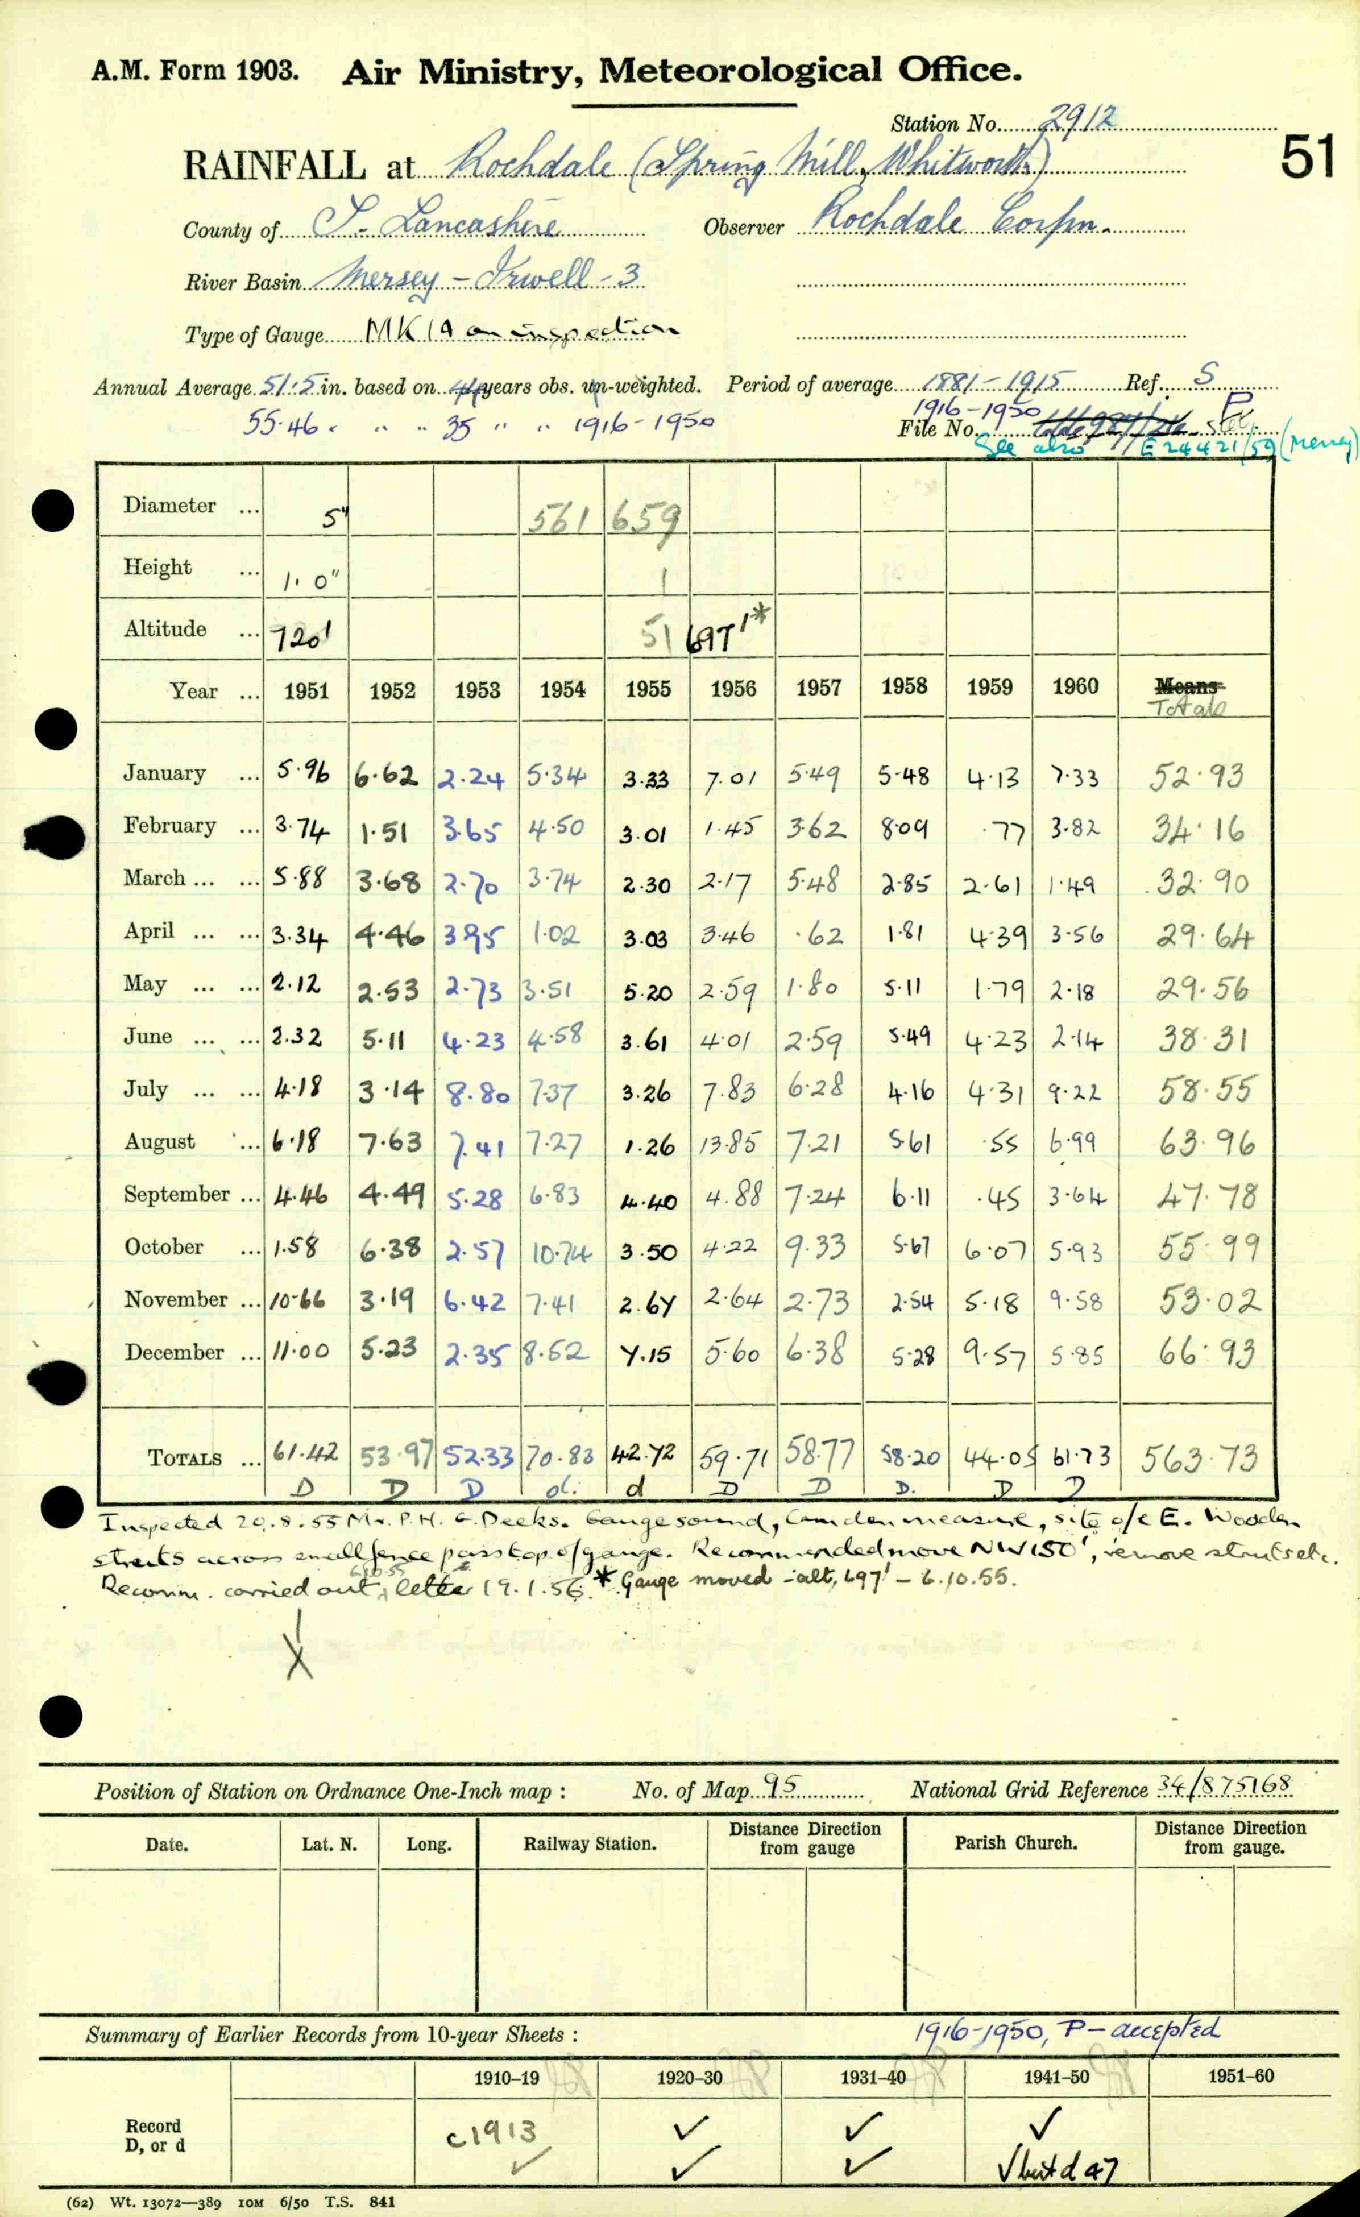 A.M. Form 1903. Air Ministry, Meteorological Office.
Station No. 2912
51
RAINFALL at Rochdale (Spring Mill, Whitworth)
County of S. Lancashire Observer Rochdale Corpn.
River Basin Mersey - Irwell - 3
Type of Gauge MK 1A on inspection
Annual Average 51.5 in. based on years obs. un-weighted. Period of average 1881-1915 Ref. S
55.46 " " " 35 " " " 1916-1950 1916-1950 P
File No.
See also E 24421/59 (Mersey)
Diameter ... 5" 561 659
Height ... 1' 0" 1
Altitude ... 720' 51 697'*
Year ... 1951 1952 1953 1954 1955 1956 1957 1958 1959 1960 Means Totals
January ... 5.96 6.62 2.24 5.34 3.33 7.01 5.49 5.48 4.13 7.33 52.93
February ... 3.74 1.51 3.65 4.50 3.01 1.45 3.62 8.09 .77 3.82 34.16
March ... ... 5.88 3.68 2.70 3.74 2.30 2.17 5.48 2.85 2.61 1.49 32.90
April ... ... 3.34 4.46 3.95 1.02 3.03 3.46 .62 1.81 4.39 3.56 29.64
May ... ... 2.12 2.53 2.73 3.51 5.20 2.59 1.80 5.11 1.79 2.18 29.56
June ... ... 2.32 5.11 4.23 4.58 3.61 4.01 2.59 5.49 4.23 2.14 38.31
July ... ... 4.18 3.14 8.80 7.37 3.26 7.83 6.28 4.16 4.31 9.22 58.55
August ... 6.18 7.63 7.41 7.27 1.26 13.85 7.21 5.61 .55 6.99 63.96
September ... 4.46 4.49 5.28 6.83 4.40 4.88 7.24 6.11 .45 3.64 47.78
October ... 1.58 6.38 2.57 10.74 3.50 4.22 9.33 5.67 6.07 5.93 55.99
November ... 10.66 3.19 6.42 7.41 2.67 2.64 2.73 2.54 5.18 9.58 53.02
December ... 11.00 5.23 2.35 8.52 7.15 5.60 6.38 5.28 9.57 5.85 66.93
TOTALS ... 61.42 53.97 52.33 70.83 42.72 59.71 58.77 58.20 44.05 61.73 563.73
D D D d. d D D D. D D
Inspected 20.8.55 Mr. P.H. G. Deeks. Gauge sound, Camden measure, site o/c E. Wooden
struts across small fence pass top of gauge. Recommended move NW 150', remove struts etc.
Recomm. carried out 6.10.55, letter 19.1.56. * Gauge moved - alt, 697' - 6.10.55.
X
Position of Station on Ordnance One-Inch map : No. of Map 95 National Grid Reference 34/875168
Date. Lat. N. Long. Railway Station. Distance Direction from gauge Parish Church. Distance Direction from gauge.
Summary of Earlier Records from 10-year Sheets : 1916-1950, P - accepted
1910–19 1920–30 1931–40 1941–50 1951–60
Record c1913 ✓ ✓ ✓
D, or d ✓ ✓ ✓ ✓ but d 47
(62) Wt. 13072—389 10M 6/50 T.S. 841